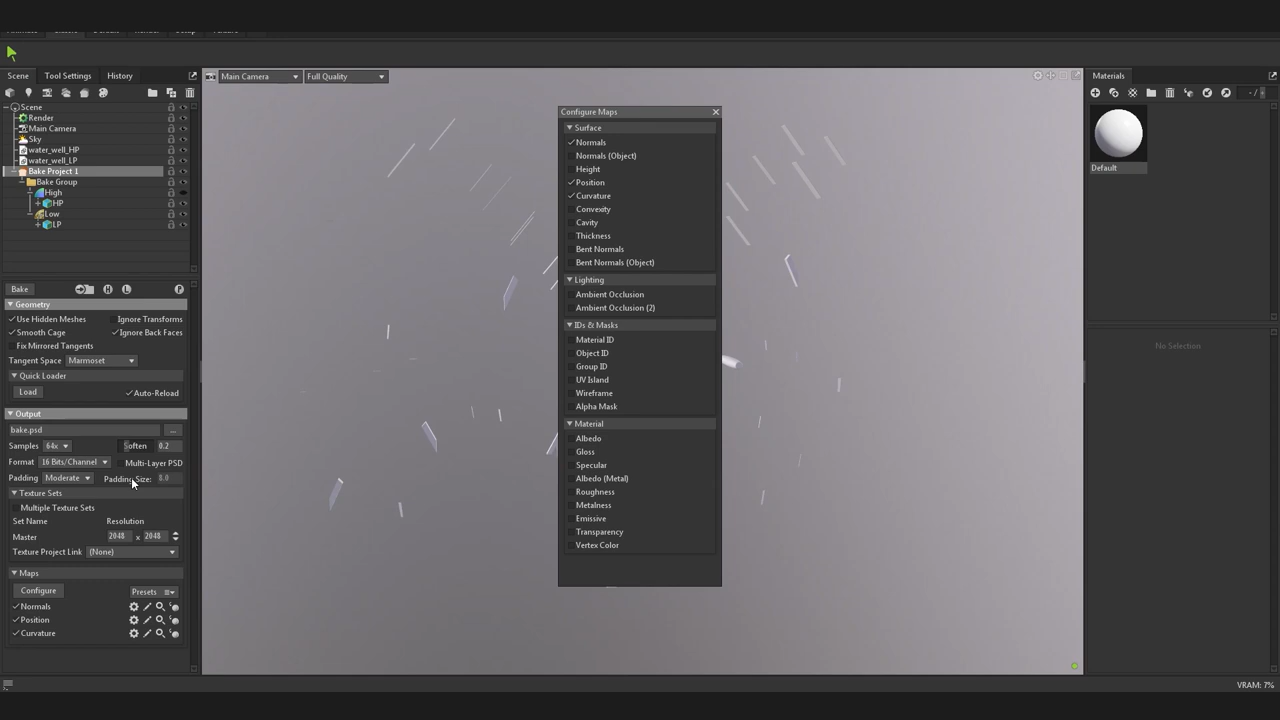 Scene Tool Settings History
Main Camera Full Quality
Materials
- /
Scene
Render
Main Camera
Sky
water_well_HP
water_well_LP
Bake Project 1
Bake Group
High
HP
Low
LP
Default
Configure Maps
Surface
Normals
Normals (Object)
Height
Position
Curvature
Convexity
Cavity
Thickness
Bent Normals
Bent Normals (Object)
Lighting
Ambient Occlusion
Ambient Occlusion (2)
IDs & Masks
Material ID
Object ID
Group ID
UV Island
Wireframe
Alpha Mask
Material
Albedo
Gloss
Specular
Albedo (Metal)
Roughness
Metalness
Emissive
Transparency
Vertex Color
Bake H L P
Geometry
Use Hidden Meshes Ignore Transforms
Smooth Cage Ignore Back Faces
Fix Mirrored Tangents
Tangent Space Marmoset
Quick Loader
Load Auto-Reload
Output
bake.psd ...
Samples 64x Soften 0.2
Format 16 Bits/Channel Multi-Layer PSD
Padding Moderate Padding Size: 8.0
Texture Sets
Multiple Texture Sets
Set Name Resolution
Master 2048 x 2048
Texture Project Link (None)
Maps
Configure Presets
Normals
Position
Curvature
No Selection
VRAM: 7%